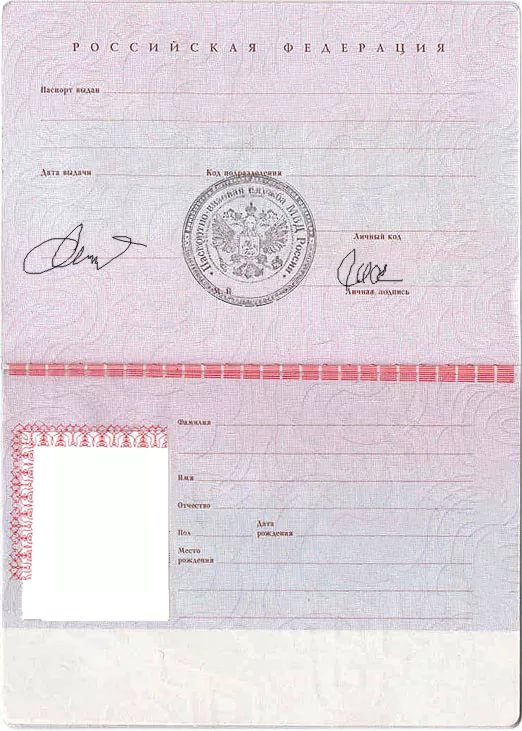 РОССИЙСКАЯ ФЕДЕРАЦИЯ
Паспорт выдан
Дата выдачи
Код подразделения
Паспортно-визовая служба МВД России
Личный код
М.П.
Личная подпись
Фамилия
Имя
Отчество
Пол
Дата рождения
Место рождения